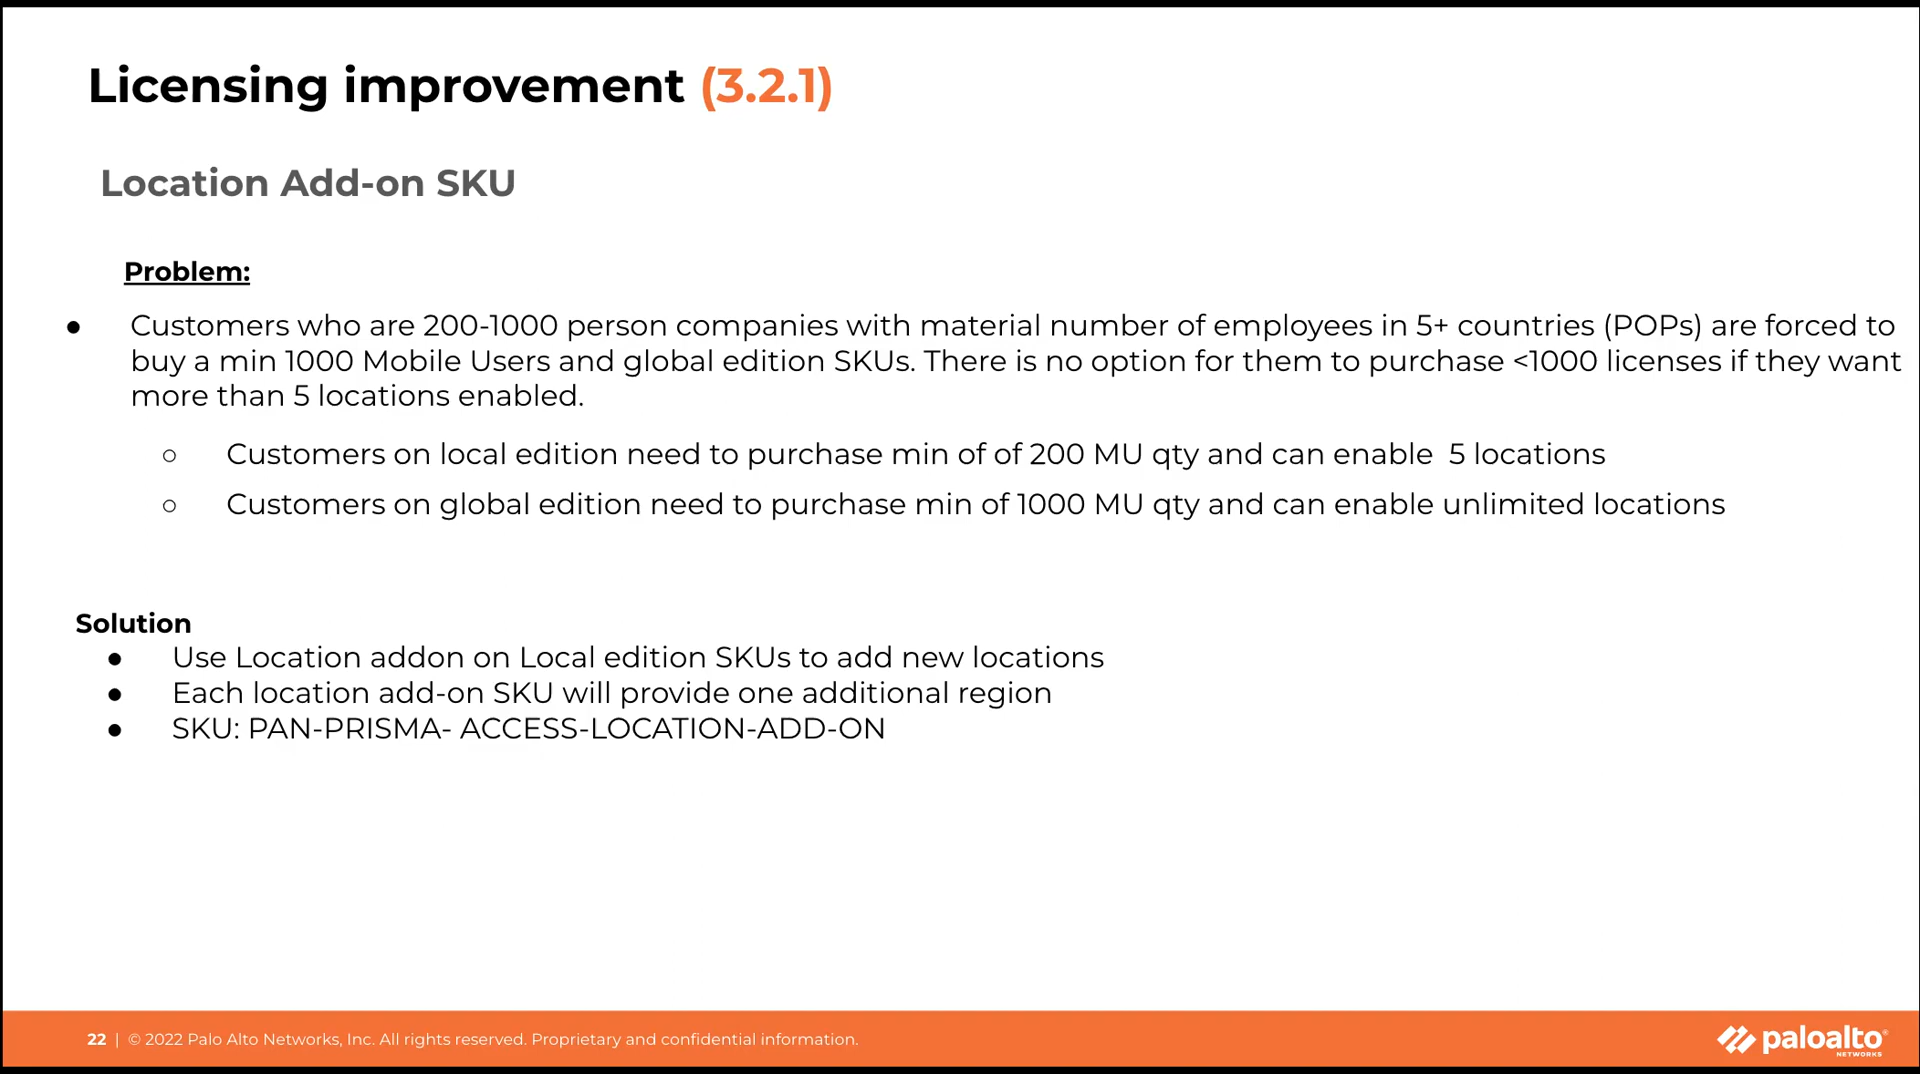 Licensing improvement (3.2.1)
Location Add-on SKU
Problem:
● Customers who are 200-1000 person companies with material number of employees in 5+ countries (POPs) are forced to
buy a min 1000 Mobile Users and global edition SKUs. There is no option for them to purchase <1000 licenses if they want
more than 5 locations enabled.
○ Customers on local edition need to purchase min of of 200 MU qty and can enable  5 locations
○ Customers on global edition need to purchase min of 1000 MU qty and can enable unlimited locations
Solution
● Use Location addon on Local edition SKUs to add new locations
● Each location add-on SKU will provide one additional region
● SKU: PAN-PRISMA- ACCESS-LOCATION-ADD-ON
22 | © 2022 Palo Alto Networks, Inc. All rights reserved. Proprietary and confidential information.
paloalto®
NETWORKS